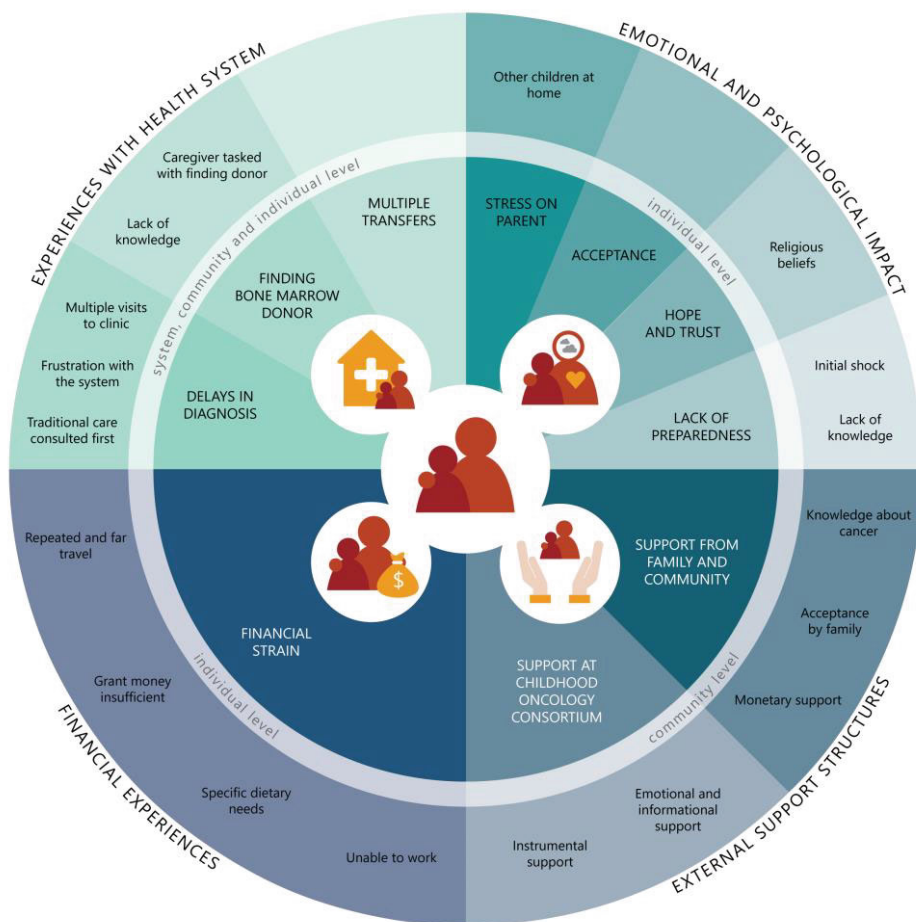 EXPERIENCES WITH HEALTH SYSTEM
system, community and individual level
MULTIPLE
TRANSFERS
Caregiver tasked
with finding donor
Lack of
knowledge
FINDING
BONE MARROW
DONOR
Multiple visits
to clinic
Frustration with
the system
Traditional care
consulted first
DELAYS IN
DIAGNOSIS
EMOTIONAL AND PSYCHOLOGICAL IMPACT
individual level
Other children at
home
STRESS ON
PARENT
ACCEPTANCE
Religious
beliefs
HOPE
AND TRUST
Initial shock
Lack of
knowledge
LACK OF
PREPAREDNESS
FINANCIAL EXPERIENCES
individual level
Repeated and far
travel
Grant money
insufficient
Specific dietary
needs
Unable to work
FINANCIAL
STRAIN
$
EXTERNAL SUPPORT STRUCTURES
community level
Knowledge about
cancer
Acceptance
by family
Monetary support
SUPPORT FROM
FAMILY AND
COMMUNITY
SUPPORT AT
CHILDHOOD
ONCOLOGY
CONSORTIUM
Emotional and
informational
support
Instrumental
support